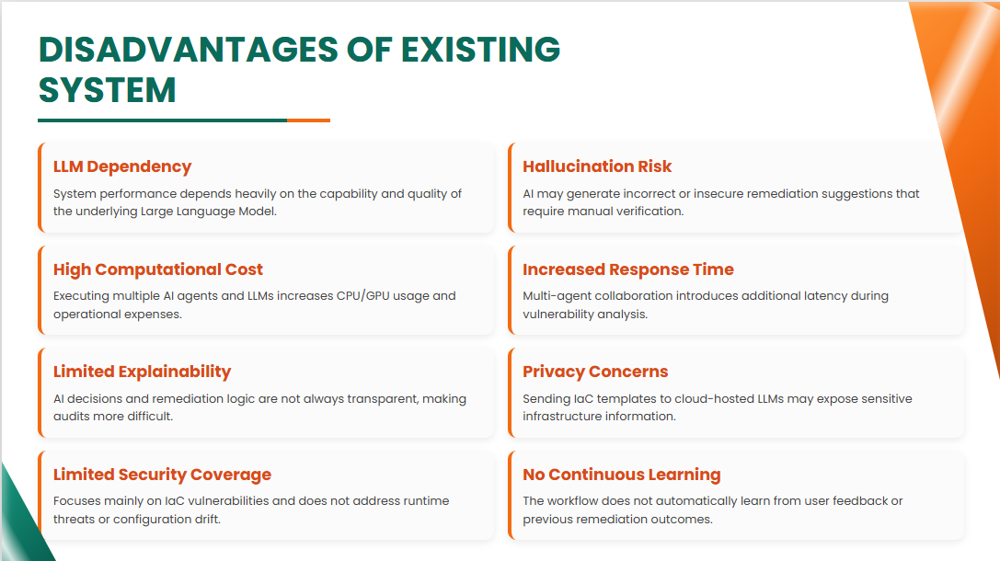 DISADVANTAGES OF EXISTING
SYSTEM
LLM Dependency
System performance depends heavily on the capability and quality of
the underlying Large Language Model.
Hallucination Risk
AI may generate incorrect or insecure remediation suggestions that
require manual verification.
High Computational Cost
Executing multiple AI agents and LLMs increases CPU/GPU usage and
operational expenses.
Increased Response Time
Multi-agent collaboration introduces additional latency during
vulnerability analysis.
Limited Explainability
AI decisions and remediation logic are not always transparent, making
audits more difficult.
Privacy Concerns
Sending IaC templates to cloud-hosted LLMs may expose sensitive
infrastructure information.
Limited Security Coverage
Focuses mainly on IaC vulnerabilities and does not address runtime
threats or configuration drift.
No Continuous Learning
The workflow does not automatically learn from user feedback or
previous remediation outcomes.